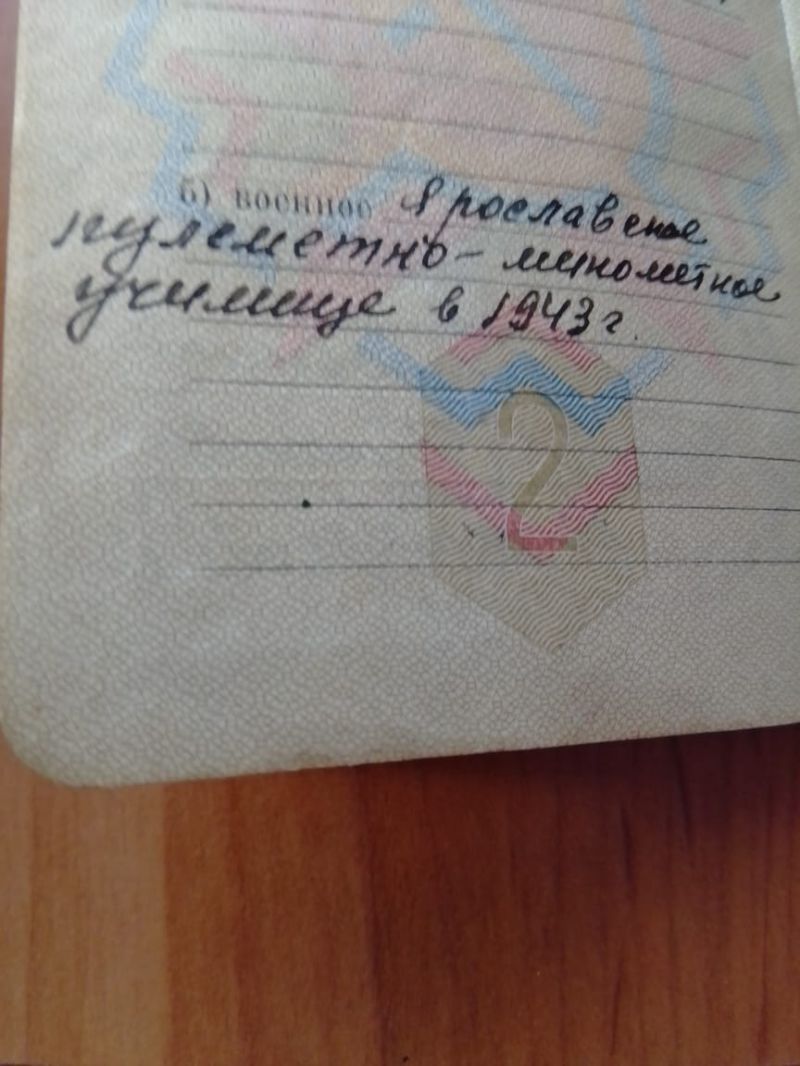 б) военное Ярославское
пулеметно-минометное
училище в 1943 г.
2